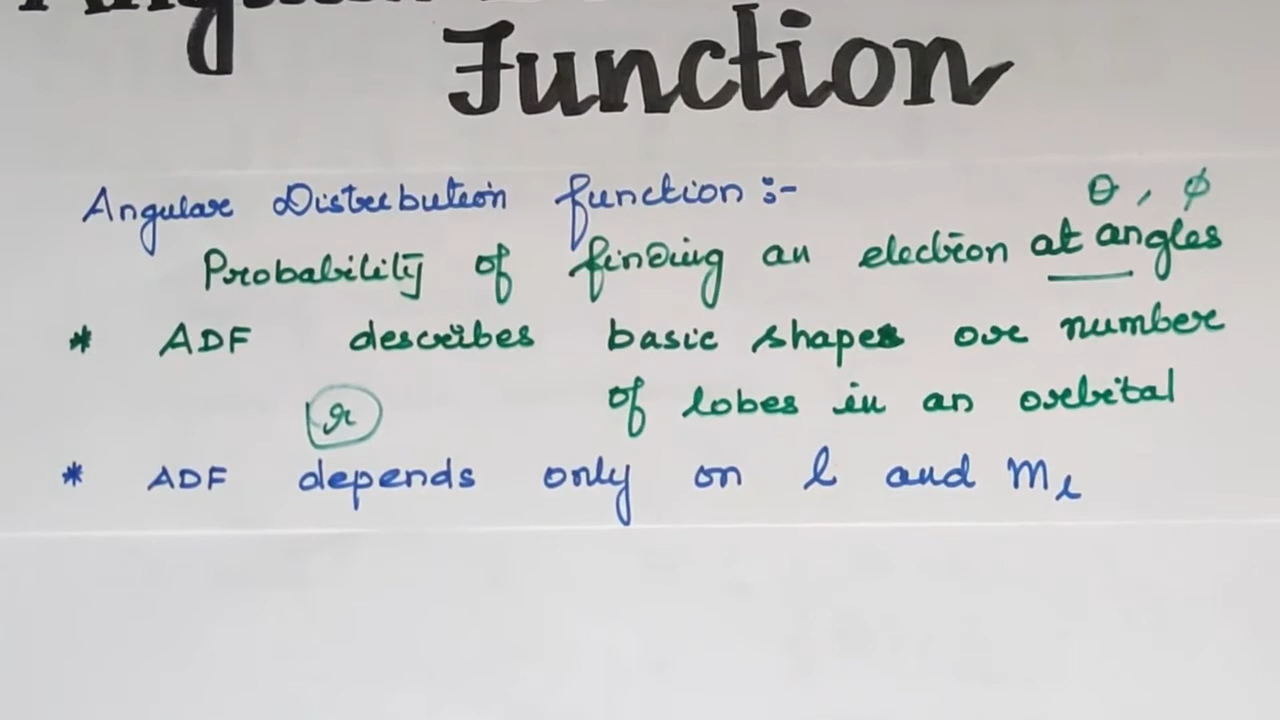 Angular
Function
Angular Distribution function :-
θ, φ
Probability of finding an electron at angles
* ADF describes basic shapes or number
of lobes in an orbital
r
* ADF depends only on l and ml